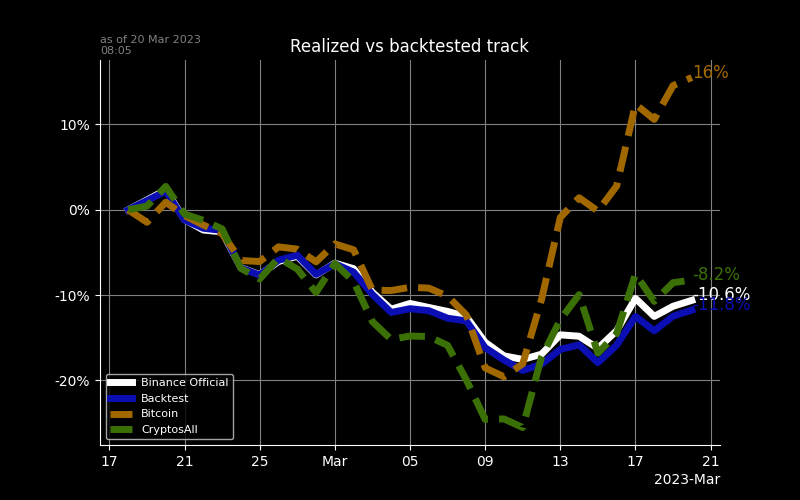 as of 20 Mar 2023
08:05
Realized vs backtested track
16%
10%
0%
-8.2%
-10%
-10.6%
-11.8%
-20%
Binance Official
Backtest
Bitcoin
CryptosAll
17 21 25 Mar 05 09 13 17 21
2023-Mar